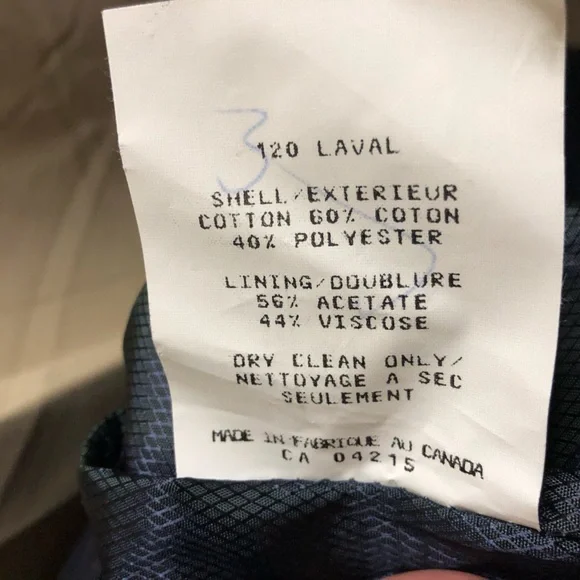 3
120 LAVAL
SHELL/EXTERIEUR
COTTON 60% COTON
40% POLYESTER
LINING/DOUBLURE
56% ACETATE
44% VISCOSE
DRY CLEAN ONLY/
NETTOYAGE A SEC
SEULEMENT
MADE IN/FABRIQUE AU CANADA
CA 04215